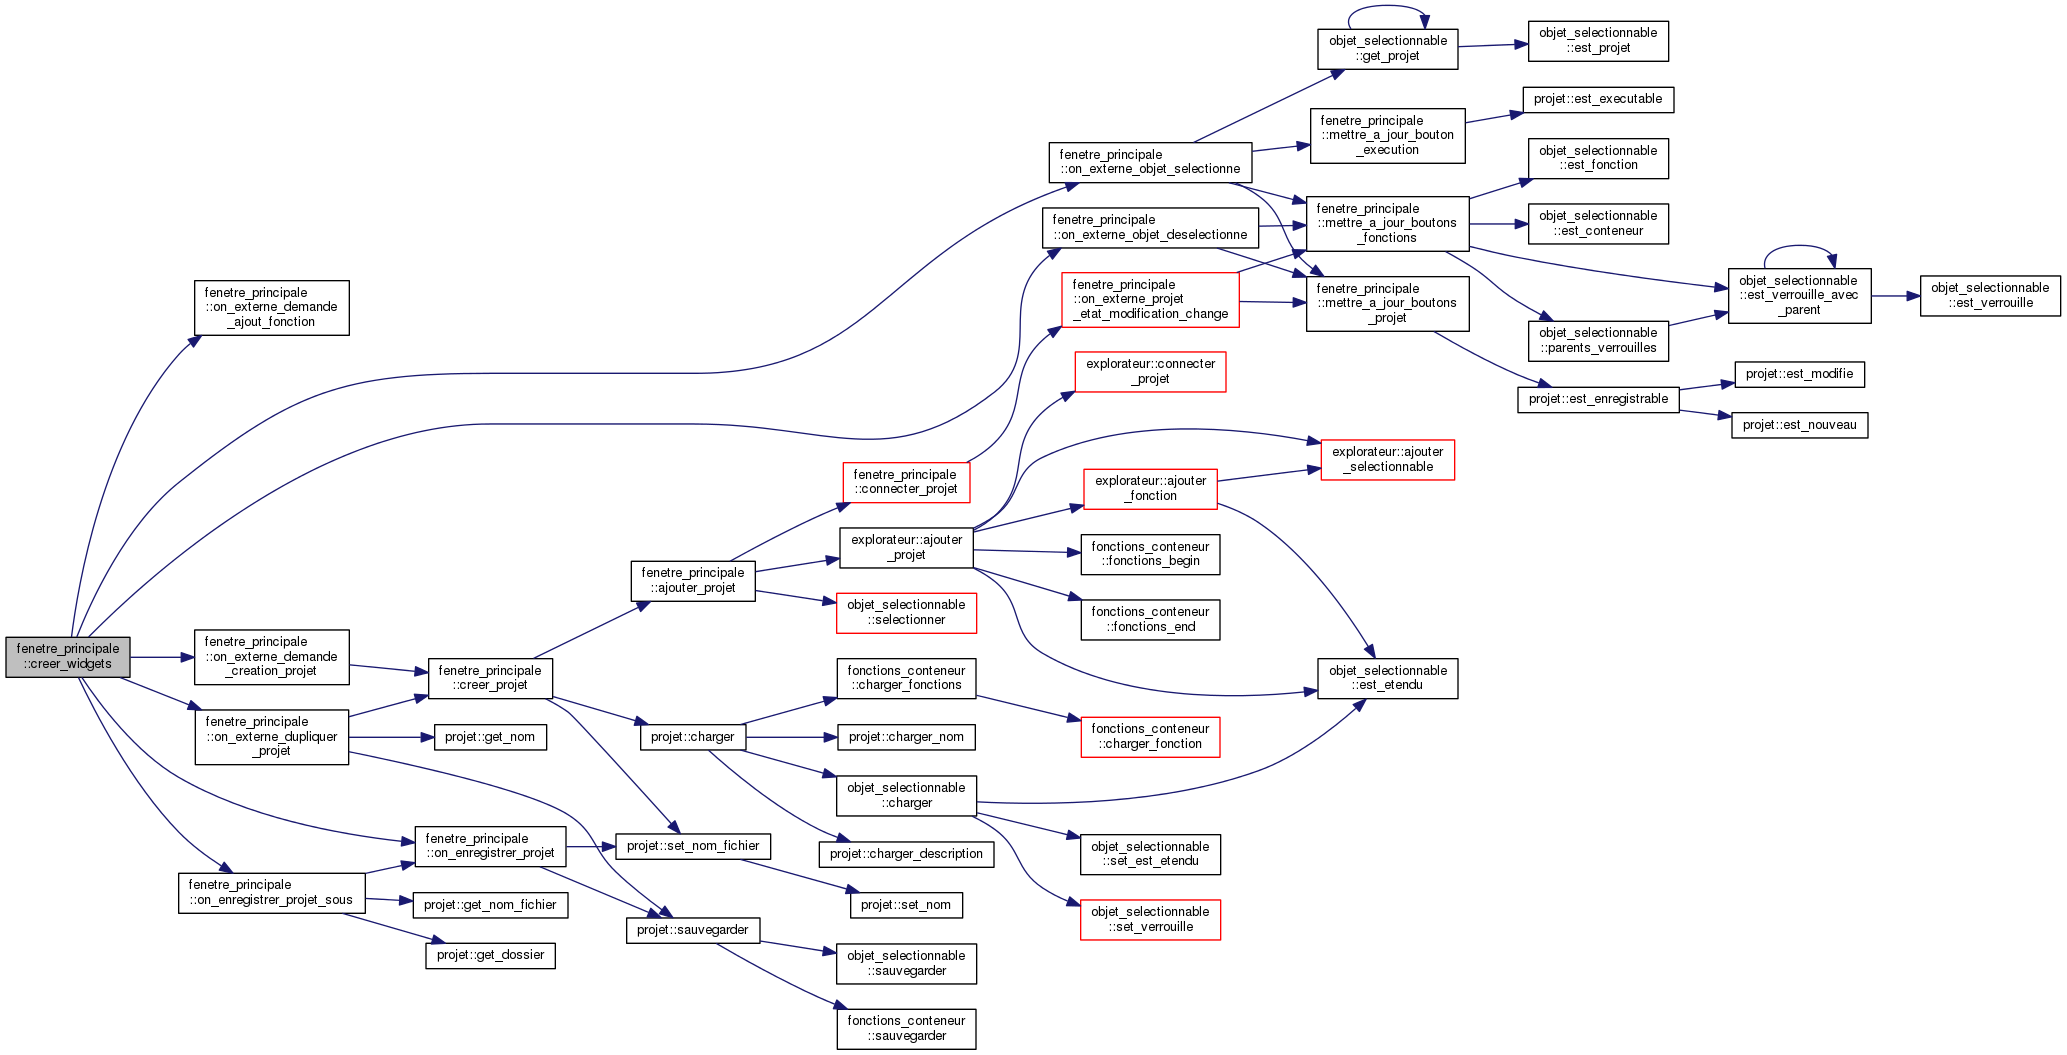 fenetre_principale
::creer_widgets
fenetre_principale
::on_externe_demande
_ajout_fonction
fenetre_principale
::on_externe_demande
_creation_projet
fenetre_principale
::on_externe_dupliquer
_projet
fenetre_principale
::on_enregistrer_projet_sous
fenetre_principale
::creer_projet
projet::get_nom
fenetre_principale
::on_enregistrer_projet
projet::get_nom_fichier
projet::get_dossier
fenetre_principale
::ajouter_projet
projet::charger
projet::set_nom_fichier
projet::sauvegarder
fenetre_principale
::connecter_projet
explorateur::ajouter
_projet
objet_selectionnable
::selectionner
fonctions_conteneur
::charger_fonctions
projet::charger_nom
objet_selectionnable
::charger
projet::charger_description
projet::set_nom
objet_selectionnable
::sauvegarder
fonctions_conteneur
::sauvegarder
fenetre_principale
::on_externe_objet_selectionne
fenetre_principale
::on_externe_objet_deselectionne
fenetre_principale
::on_externe_projet
_etat_modification_change
explorateur::connecter
_projet
explorateur::ajouter
_fonction
fonctions_conteneur
::fonctions_begin
fonctions_conteneur
::fonctions_end
fonctions_conteneur
::charger_fonction
objet_selectionnable
::set_est_etendu
objet_selectionnable
::set_verrouille
objet_selectionnable
::get_projet
fenetre_principale
::mettre_a_jour_bouton
_execution
fenetre_principale
::mettre_a_jour_boutons
_fonctions
fenetre_principale
::mettre_a_jour_boutons
_projet
explorateur::ajouter
_selectionnable
objet_selectionnable
::est_etendu
objet_selectionnable
::est_projet
projet::est_executable
objet_selectionnable
::est_fonction
objet_selectionnable
::est_conteneur
objet_selectionnable
::parents_verrouilles
projet::est_enregistrable
objet_selectionnable
::est_verrouille_avec
_parent
projet::est_modifie
projet::est_nouveau
objet_selectionnable
::est_verrouille